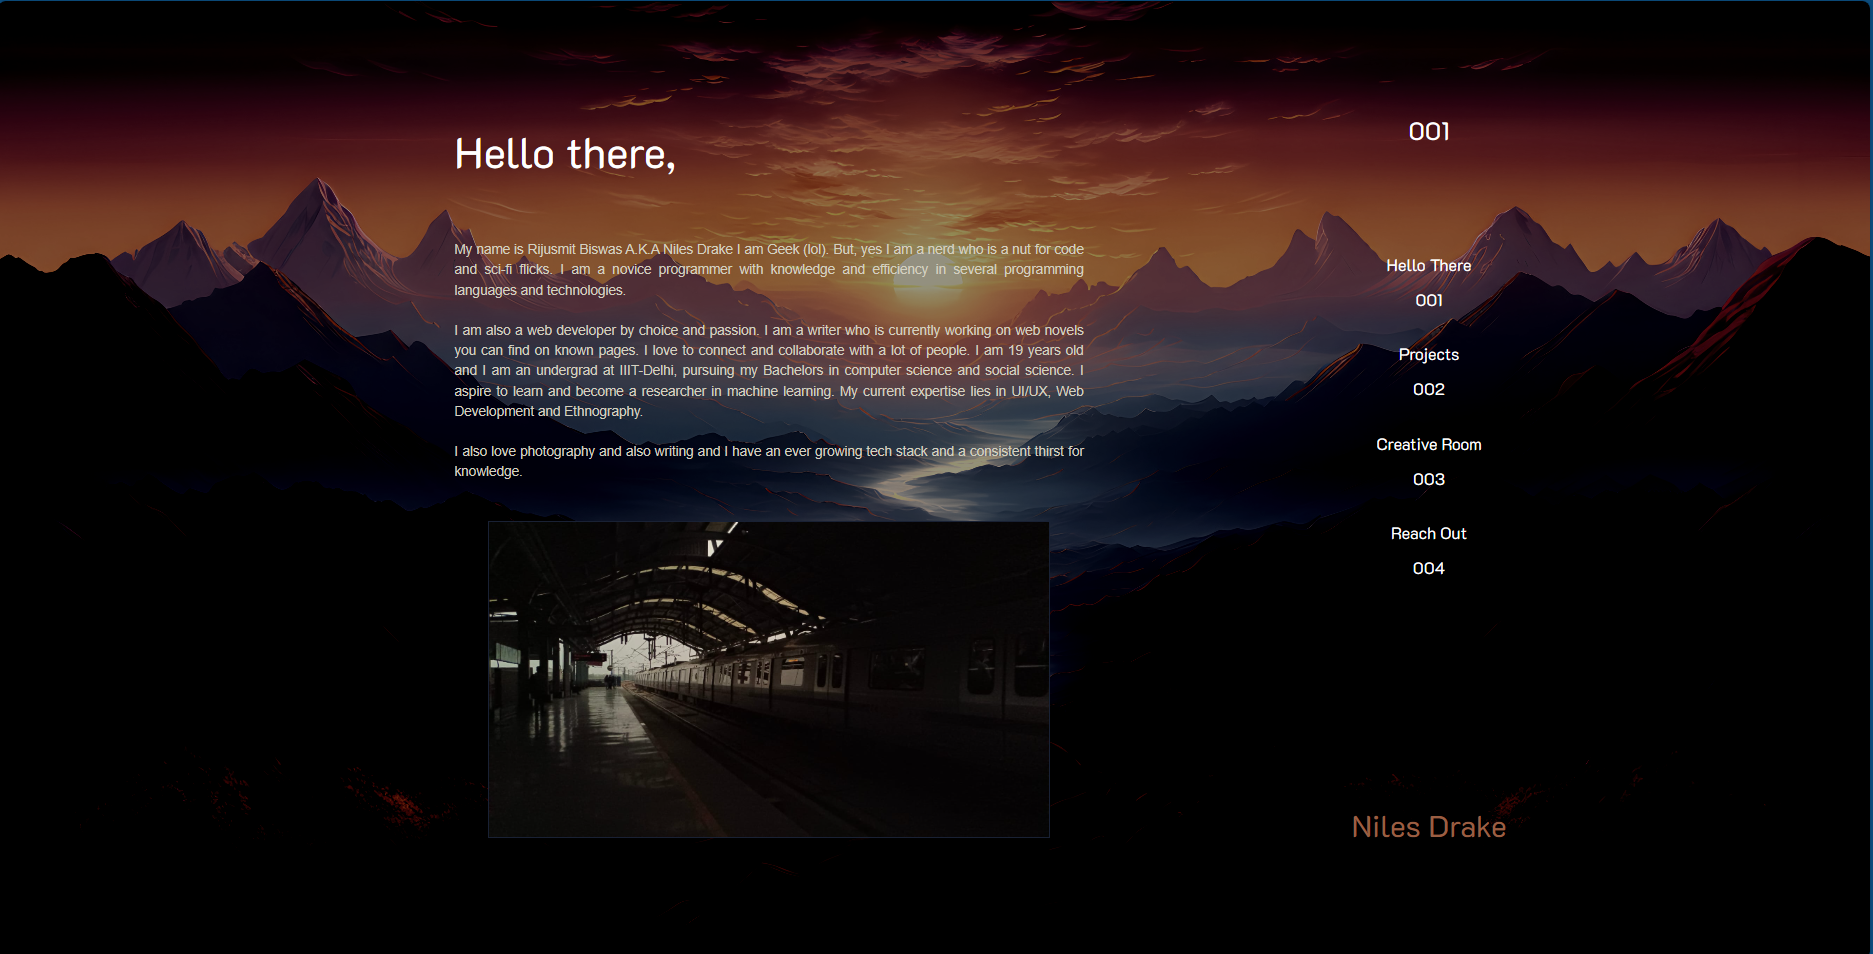 Hello there,
My name is Rijusmit Biswas A.K.A Niles Drake I am Geek (lol). But, yes I am a nerd who is a nut for code
and sci-fi flicks. I am a novice programmer with knowledge and efficiency in several programming
languages and technologies.
I am also a web developer by choice and passion. I am a writer who is currently working on web novels
you can find on known pages. I love to connect and collaborate with a lot of people. I am 19 years old
and I am an undergrad at IIIT-Delhi, pursuing my Bachelors in computer science and social science. I
aspire to learn and become a researcher in machine learning. My current expertise lies in UI/UX, Web
Development and Ethnography.
I also love photography and also writing and I have an ever growing tech stack and a consistent thirst for
knowledge.
001
Hello There
001
Projects
002
Creative Room
003
Reach Out
004
Niles Drake